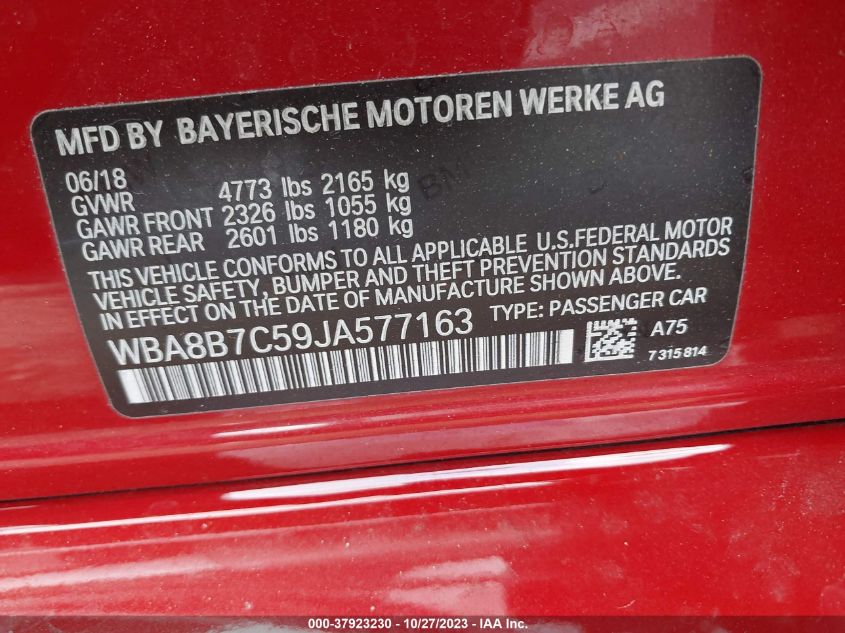 MFD BY BAYERISCHE MOTOREN WERKE AG
06/18
GVWR 4773 lbs 2165 kg
GAWR FRONT 2326 lbs 1055 kg
GAWR REAR 2601 lbs 1180 kg
THIS VEHICLE CONFORMS TO ALL APPLICABLE U.S.FEDERAL MOTOR
VEHICLE SAFETY, BUMPER AND THEFT PREVENTION STANDARDS
IN EFFECT ON THE DATE OF MANUFACTURE SHOWN ABOVE.
WBA8B7C59JA577163 TYPE: PASSENGER CAR
A75
7315814
000-37923230 - 10/27/2023 - IAA Inc.